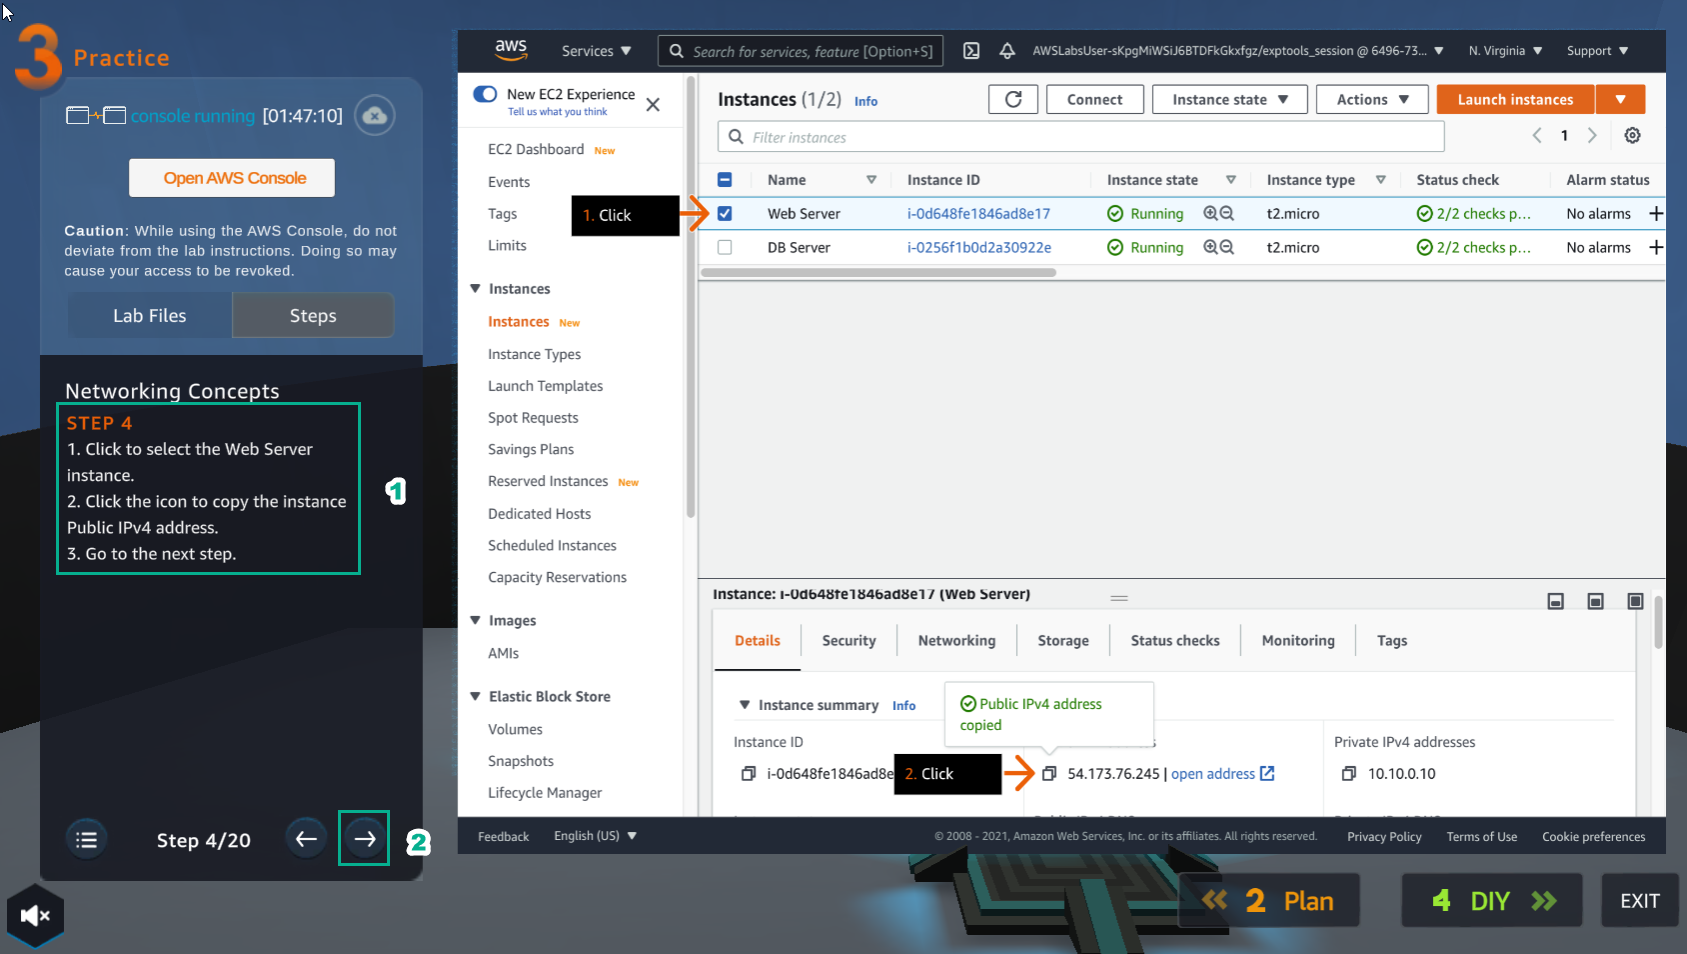 3 Practice
console running [01:47:10]
Open AWS Console
Caution: While using the AWS Console, do not
deviate from the lab instructions. Doing so may
cause your access to be revoked.
Lab Files Steps
Networking Concepts
STEP 4
1. Click to select the Web Server
instance.
2. Click the icon to copy the instance
Public IPv4 address.
3. Go to the next step.
1
Step 4/20
2
aws Services Search for services, feature [Option+S] AWSLabsUser-sKpgMiWSiJ6BTDFkGkxfgz/exptools_session @ 6496-73... N. Virginia Support
New EC2 Experience
Tell us what you think
EC2 Dashboard New
Events
Tags
Limits
Instances
Instances New
Instance Types
Launch Templates
Spot Requests
Savings Plans
Reserved Instances New
Dedicated Hosts
Scheduled Instances
Capacity Reservations
Images
AMIs
Elastic Block Store
Volumes
Snapshots
Lifecycle Manager
Instances (1/2) Info Connect Instance state Actions Launch instances
Filter instances 1
Name Instance ID Instance state Instance type Status check Alarm status
1. Click
Web Server i-0d648fe1846ad8e17 Running t2.micro 2/2 checks p... No alarms
DB Server i-0256f1b0d2a30922e Running t2.micro 2/2 checks p... No alarms
Instance: i-0d648fe1846ad8e17 (Web Server)
Details Security Networking Storage Status checks Monitoring Tags
Instance summary Info
Public IPv4 address
copied
Instance ID Private IPv4 addresses
i-0d648fe1846ad8e 2. Click 54.173.76.245 | open address 10.10.0.10
Feedback English (US) © 2008 - 2021, Amazon Web Services, Inc. or its affiliates. All rights reserved. Privacy Policy Terms of Use Cookie preferences
2 Plan 4 DIY EXIT